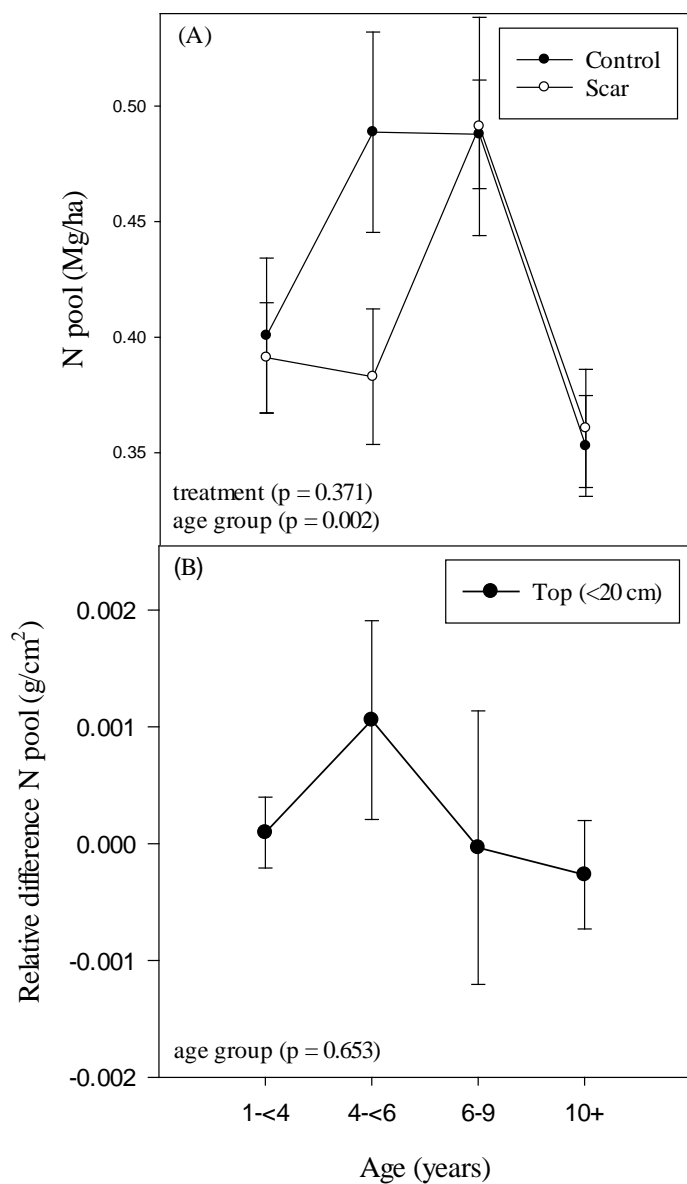 (A)
Control
Scar
0.50
0.45
0.40
0.35
N pool (Mg/ha)
treatment (p = 0.371)
age group (p = 0.002)
(B)
Top (<20 cm)
0.002
0.001
0.000
-0.001
-0.002
Relative difference N pool (g/cm²)
age group (p = 0.653)
1-<4 4-<6 6-9 10+
Age (years)